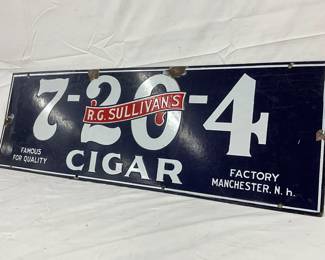 7-20-4
R.G. SULLIVAN'S
FAMOUS
FOR QUALITY
CIGAR
FACTORY
MANCHESTER, N. h.